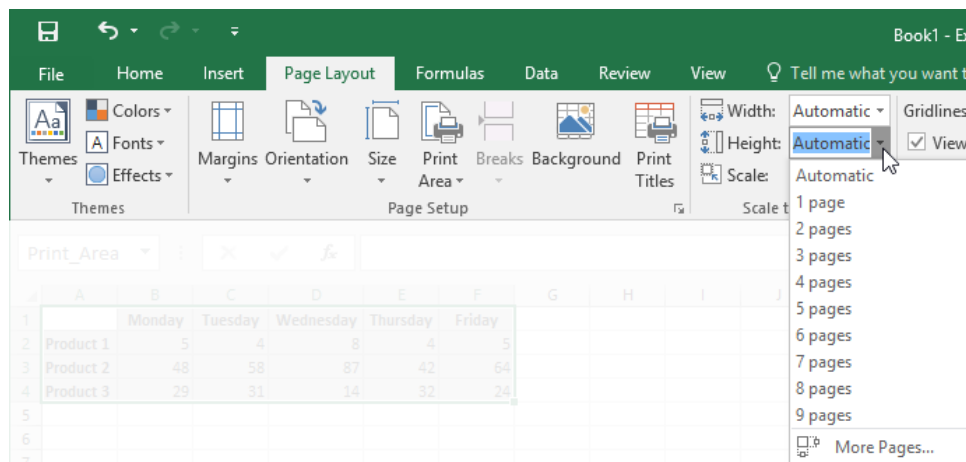 Book1 - Ex
File Home Insert Page Layout Formulas Data Review View Tell me what you want t
Aa Colors Width: Automatic Gridlines
A Fonts Height: Automatic View
Themes Effects Margins Orientation Size Print Area Breaks Background Print Titles Scale:
Themes Page Setup Scale t
Automatic
1 page
2 pages
3 pages
4 pages
5 pages
6 pages
7 pages
8 pages
9 pages
More Pages...
Print_Area fx
A B C D E F G H I J
1 Monday Tuesday Wednesday Thursday Friday
2 Product 1 5 4 8 4 5
3 Product 2 48 58 87 42 64
4 Product 3 29 31 14 32 24
5
6